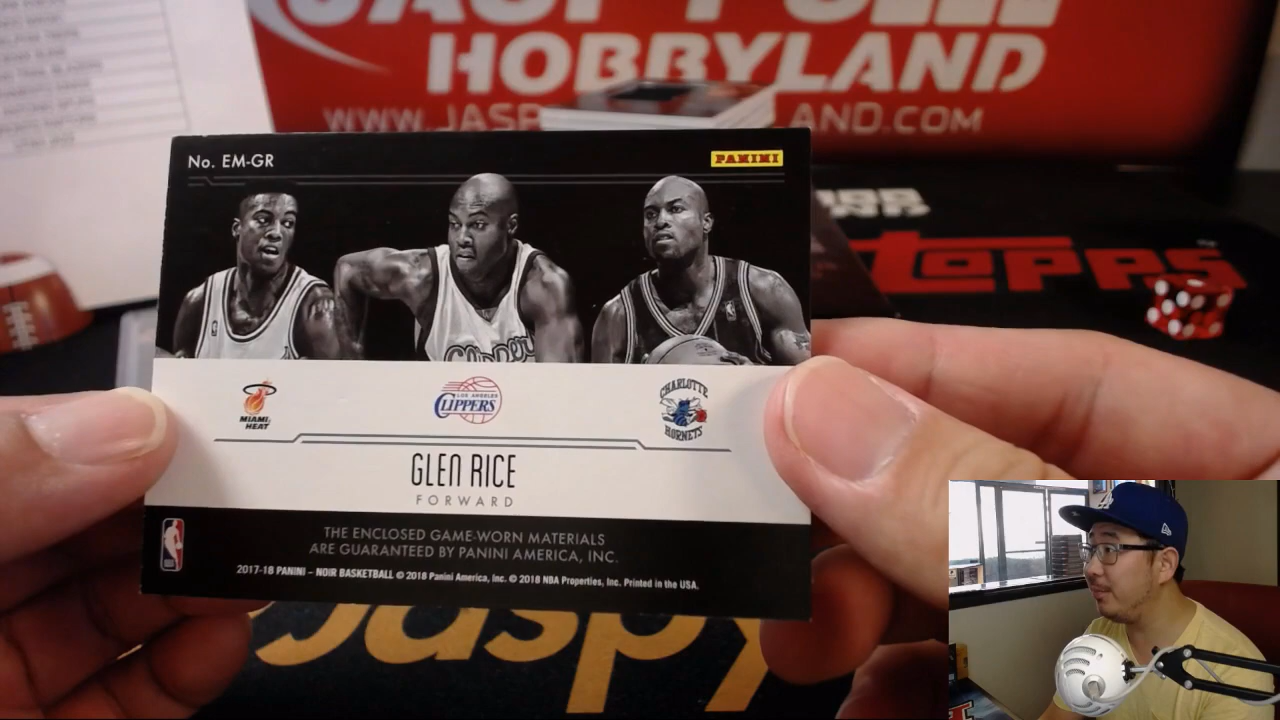 HOBBYLAND
WWW.JASP
AND.COM
No. EM-GR
PANINI
Clippers
topps
MIAMI
HEAT
LOS ANGELES
CLIPPERS
CHARLOTTE
HORNETS
GLEN RICE
FORWARD
THE ENCLOSED GAME-WORN MATERIALS
ARE GUARANTEED BY PANINI AMERICA, INC.
2017-18 PANINI – NOIR BASKETBALL © 2018 Panini America, Inc. © 2018 NBA Properties, Inc. Printed in the USA.
Jaspy